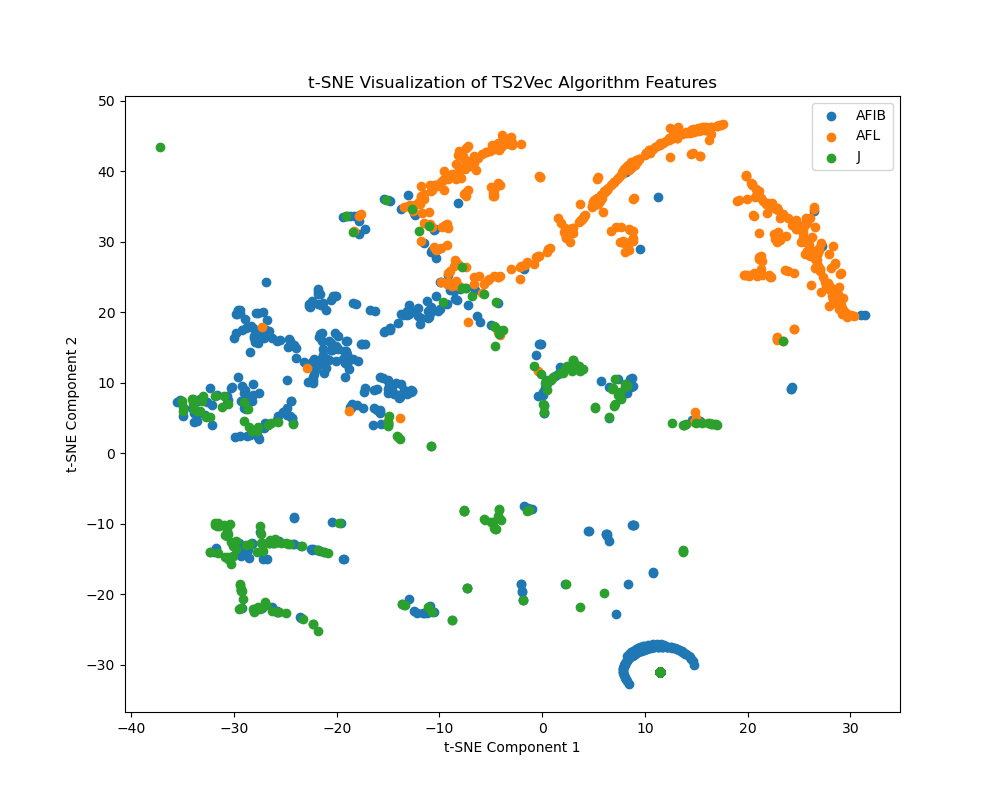 t-SNE Visualization of TS2Vec Algorithm Features
50
40
30
20
10
0
−10
−20
−30
t-SNE Component 2
AFIB
AFL
J
−40
−30
−20
−10
0
10
20
30
t-SNE Component 1